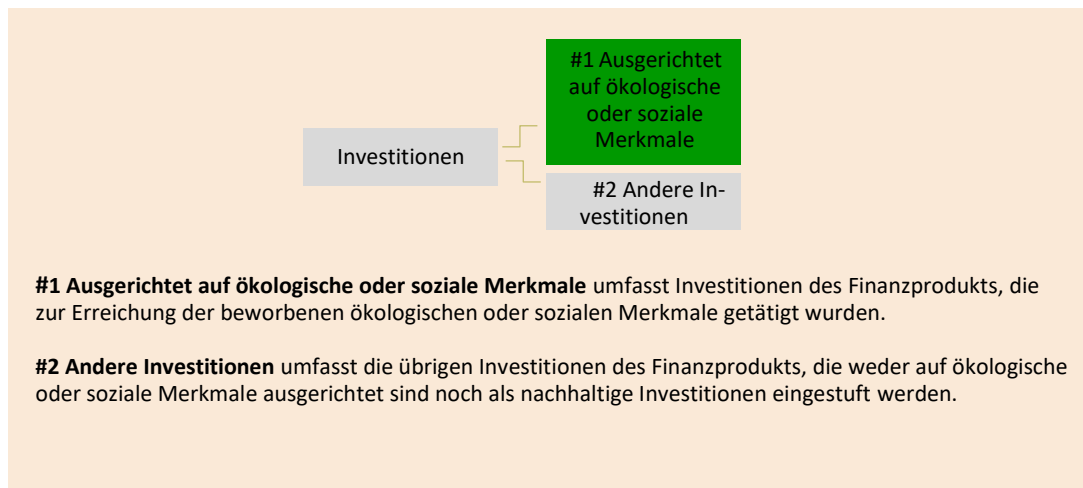 #1 Ausgerichtet
auf ökologische
oder soziale
Merkmale
Investitionen
#2 Andere In-
vestitionen
#1 Ausgerichtet auf ökologische oder soziale Merkmale umfasst Investitionen des Finanzprodukts, die
zur Erreichung der beworbenen ökologischen oder sozialen Merkmale getätigt wurden.
#2 Andere Investitionen umfasst die übrigen Investitionen des Finanzprodukts, die weder auf ökologische
oder soziale Merkmale ausgerichtet sind noch als nachhaltige Investitionen eingestuft werden.